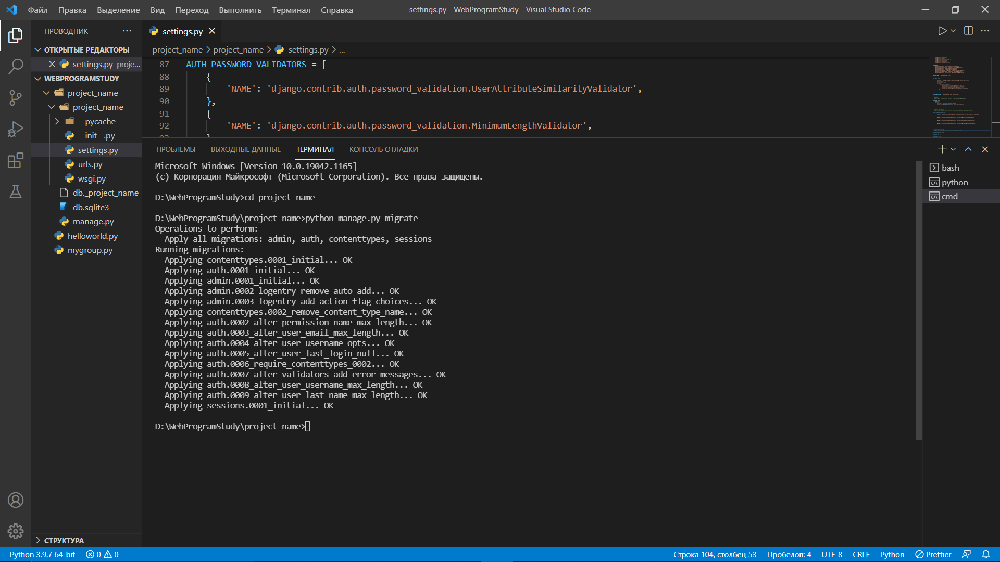 Файл Правка Выделение Вид Переход Выполнить Терминал Справка
settings.py - WebProgramStudy - Visual Studio Code
ПРОВОДНИК
ОТКРЫТЫЕ РЕДАКТОРЫ
settings.py proje...
WEBPROGRAMSTUDY
project_name
project_name
__pycache__
__init__.py
settings.py
urls.py
wsgi.py
db._project_name
db.sqlite3
manage.py
helloworld.py
mygroup.py
СТРУКТУРА
settings.py
project_name > project_name > settings.py > ...
87 AUTH_PASSWORD_VALIDATORS = [
88 {
89 'NAME': 'django.contrib.auth.password_validation.UserAttributeSimilarityValidator',
90 },
91 {
92 'NAME': 'django.contrib.auth.password_validation.MinimumLengthValidator',
ПРОБЛЕМЫ ВЫХОДНЫЕ ДАННЫЕ ТЕРМИНАЛ КОНСОЛЬ ОТЛАДКИ
Microsoft Windows [Version 10.0.19042.1165]
(c) Корпорация Майкрософт (Microsoft Corporation). Все права защищены.
D:\WebProgramStudy>cd project_name
D:\WebProgramStudy\project_name>python manage.py migrate
Operations to perform:
Apply all migrations: admin, auth, contenttypes, sessions
Running migrations:
Applying contenttypes.0001_initial... OK
Applying auth.0001_initial... OK
Applying admin.0001_initial... OK
Applying admin.0002_logentry_remove_auto_add... OK
Applying admin.0003_logentry_add_action_flag_choices... OK
Applying contenttypes.0002_remove_content_type_name... OK
Applying auth.0002_alter_permission_name_max_length... OK
Applying auth.0003_alter_user_email_max_length... OK
Applying auth.0004_alter_user_username_opts... OK
Applying auth.0005_alter_user_last_login_null... OK
Applying auth.0006_require_contenttypes_0002... OK
Applying auth.0007_alter_validators_add_error_messages... OK
Applying auth.0008_alter_user_username_max_length... OK
Applying auth.0009_alter_user_last_name_max_length... OK
Applying sessions.0001_initial... OK
D:\WebProgramStudy\project_name>
bash
python
cmd
Python 3.9.7 64-bit 0 0
Строка 104, столбец 53 Пробелов: 4 UTF-8 CRLF Python Prettier